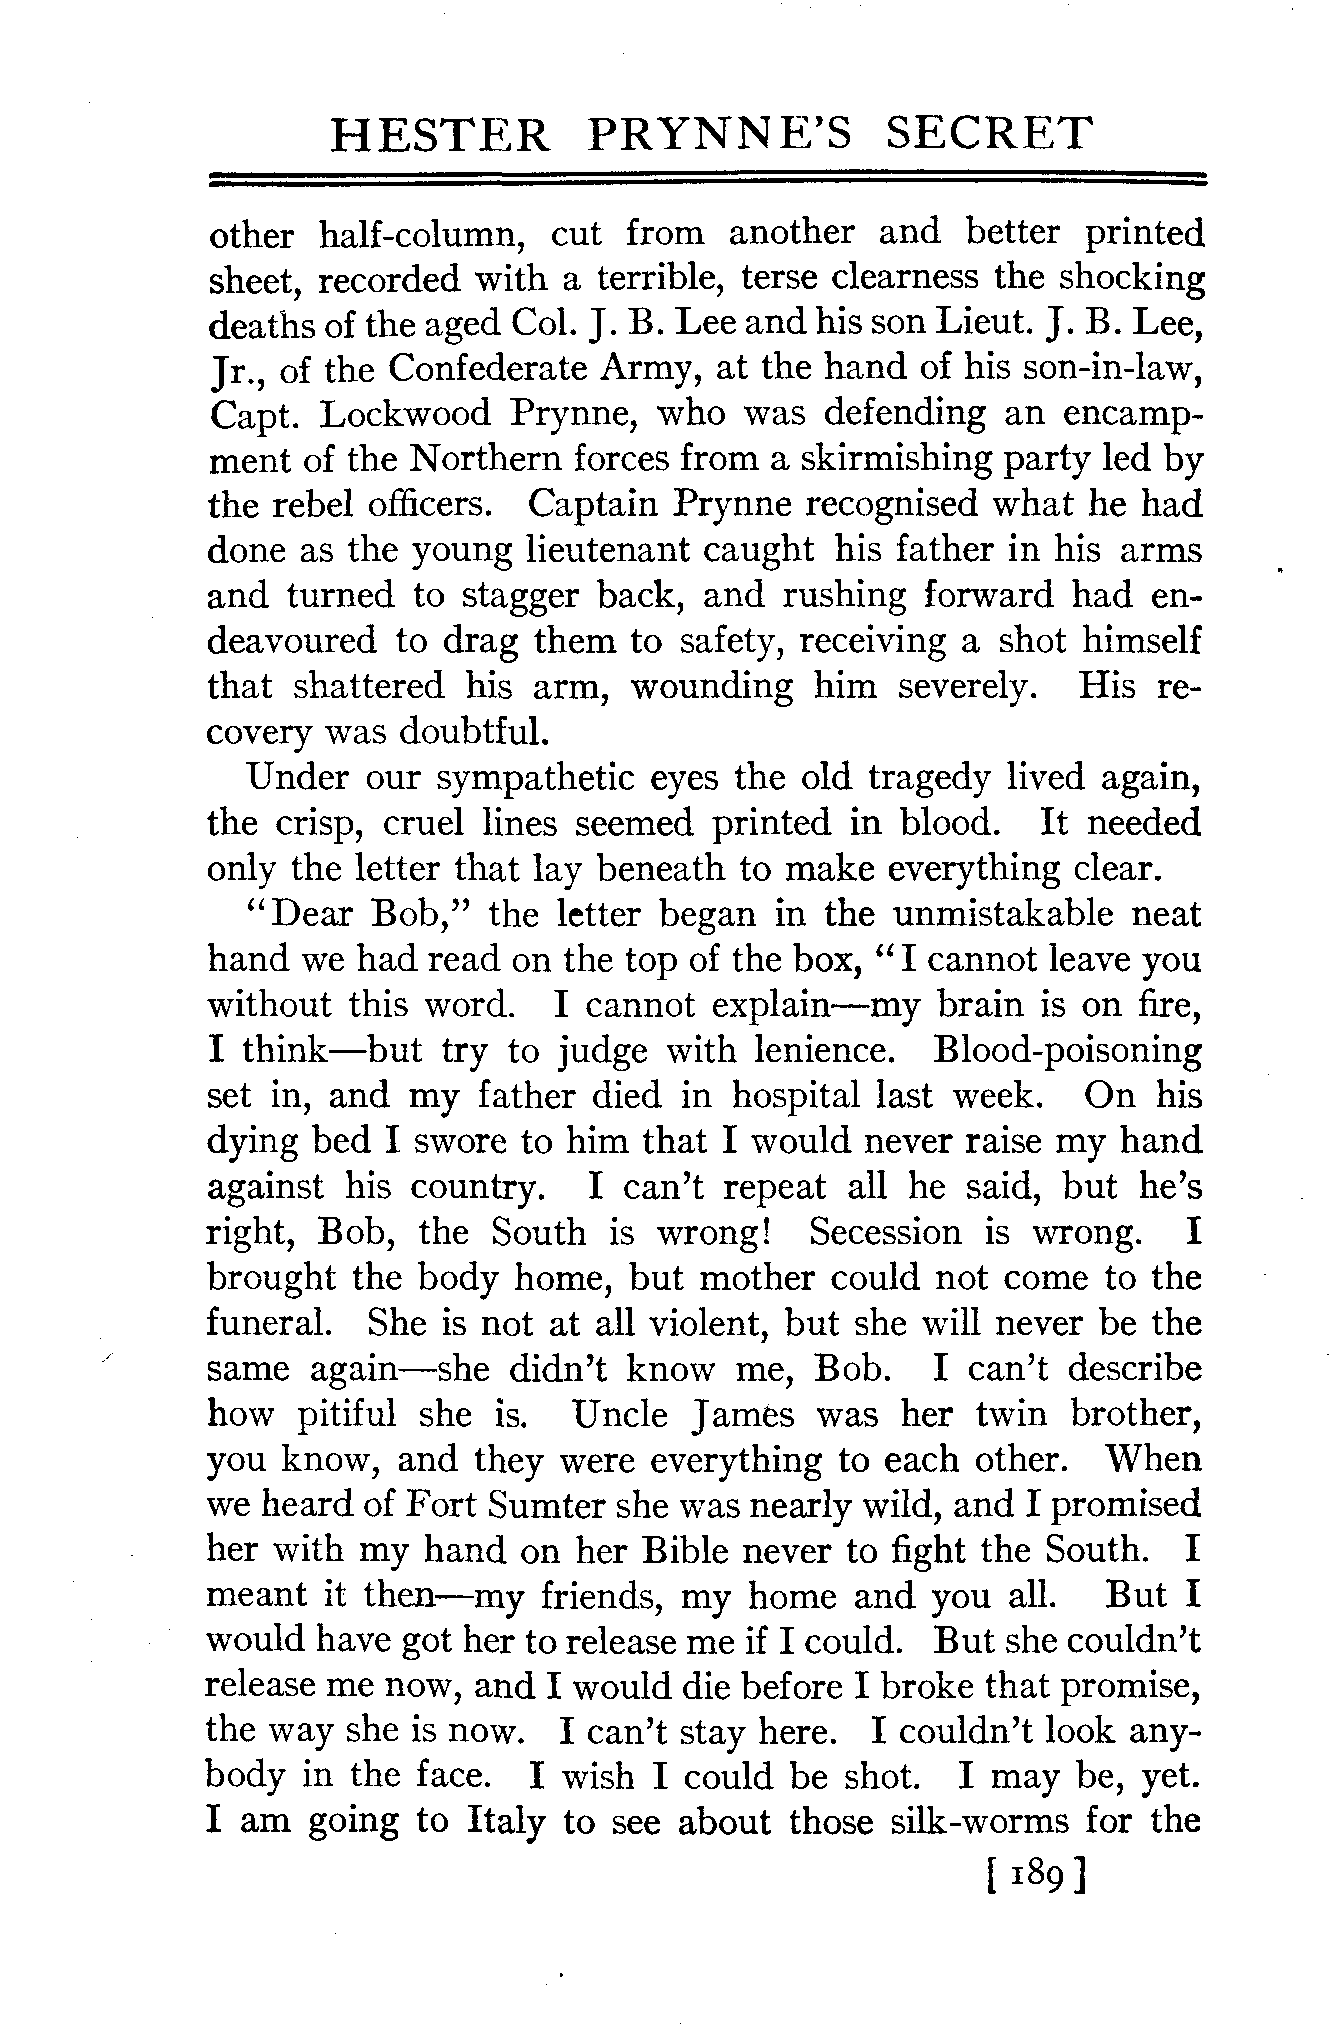 HESTER PRYNNE'S SECRET
other half-column, cut from another and better printed
sheet, recorded with a terrible, terse clearness the shocking
deaths of the aged Col. J. B. Lee and his son Lieut. J. B. Lee,
Jr., of the Confederate Army, at the hand of his son-in-law,
Capt. Lockwood Prynne, who was defending an encamp-
ment of the Northern forces from a skirmishing party led by
the rebel officers. Captain Prynne recognised what he had
done as the young lieutenant caught his father in his arms
and turned to stagger back, and rushing forward had en-
deavoured to drag them to safety, receiving a shot himself
that shattered his arm, wounding him severely. His re-
covery was doubtful.
Under our sympathetic eyes the old tragedy lived again,
the crisp, cruel lines seemed printed in blood. It needed
only the letter that lay beneath to make everything clear.
"Dear Bob," the letter began in the unmistakable neat
hand we had read on the top of the box, "I cannot leave you
without this word. I cannot explain—my brain is on fire,
I think—but try to judge with lenience. Blood-poisoning
set in, and my father died in hospital last week. On his
dying bed I swore to him that I would never raise my hand
against his country. I can't repeat all he said, but he's
right, Bob, the South is wrong! Secession is wrong. I
brought the body home, but mother could not come to the
funeral. She is not at all violent, but she will never be the
same again—she didn't know me, Bob. I can't describe
how pitiful she is. Uncle James was her twin brother,
you know, and they were everything to each other. When
we heard of Fort Sumter she was nearly wild, and I promised
her with my hand on her Bible never to fight the South. I
meant it then—my friends, my home and you all. But I
would have got her to release me if I could. But she couldn't
release me now, and I would die before I broke that promise,
the way she is now. I can't stay here. I couldn't look any-
body in the face. I wish I could be shot. I may be, yet.
I am going to Italy to see about those silk-worms for the
[ 189 ]